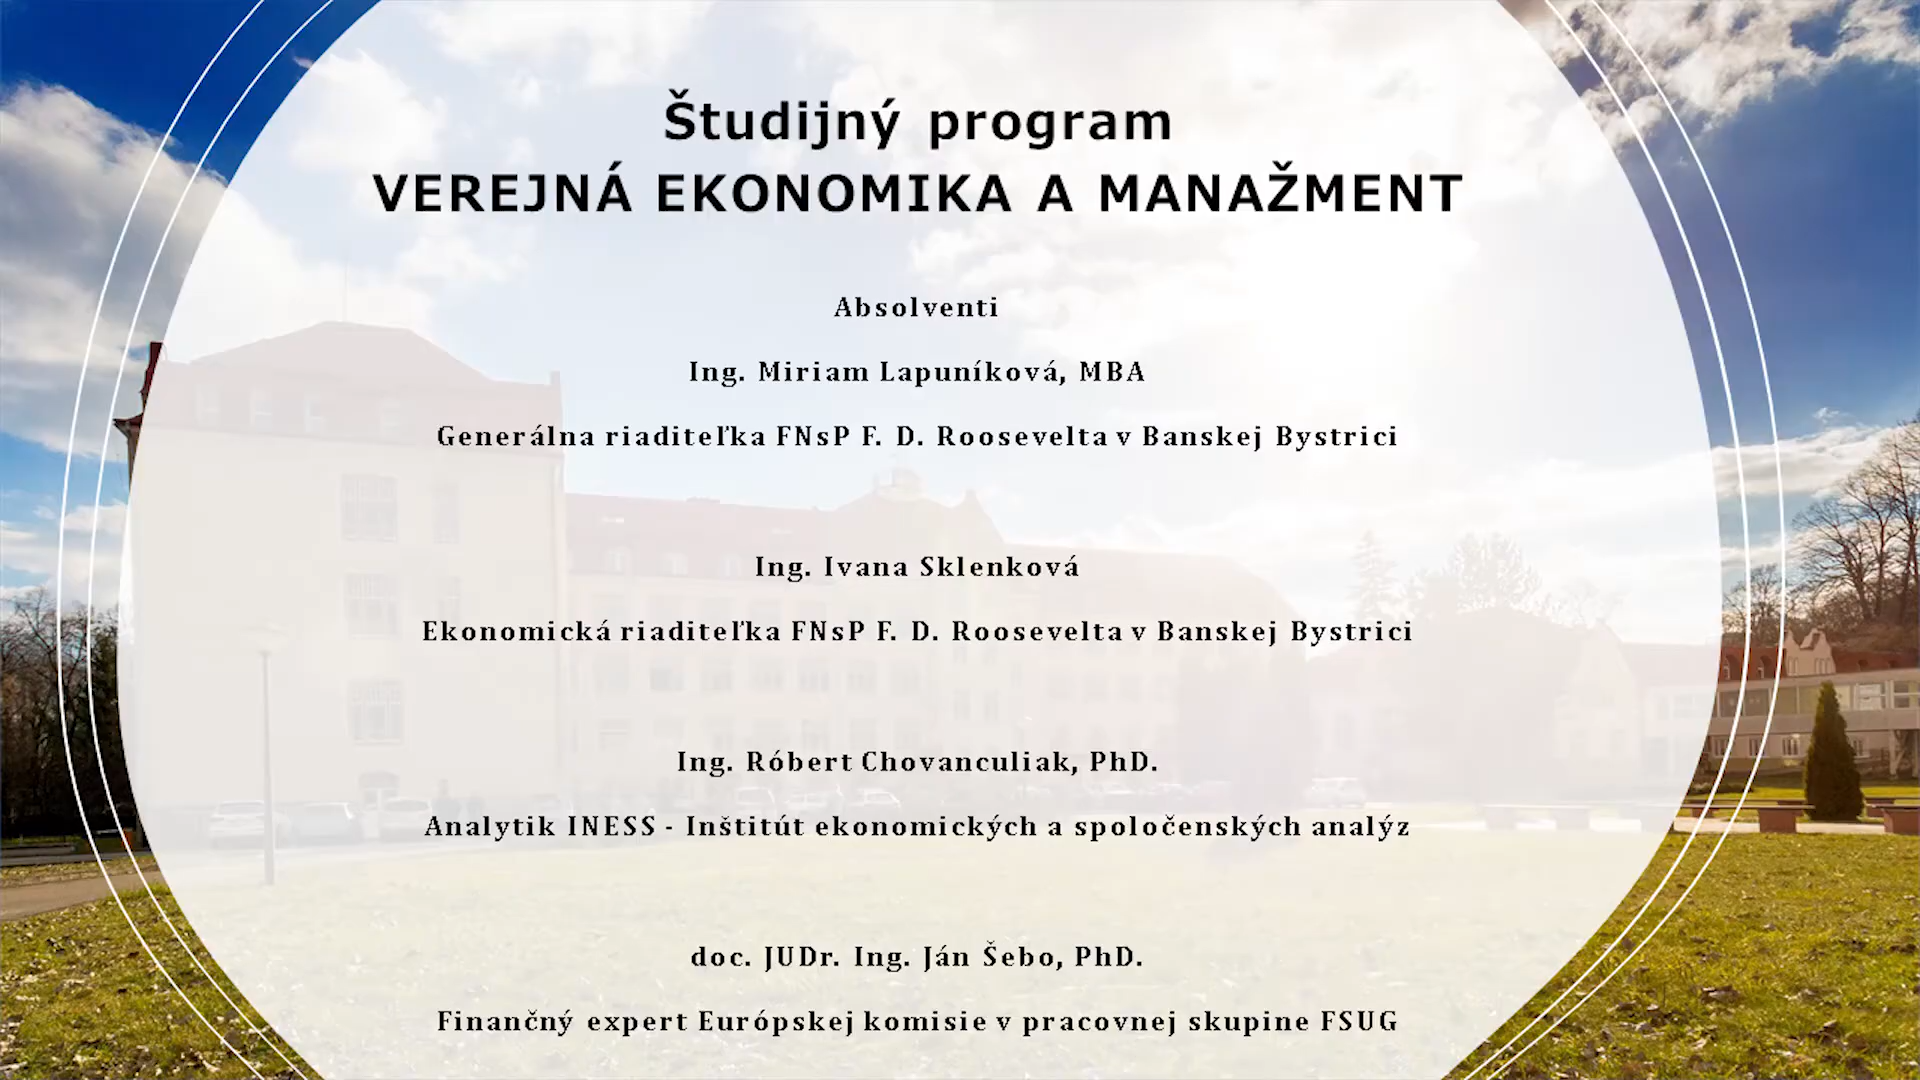 Študijný program
VEREJNÁ EKONOMIKA A MANAŽMENT
Absolventi
Ing. Miriam Lapuníková, MBA
Generálna riaditeľka FNsP F. D. Roosevelta v Banskej Bystrici
Ing. Ivana Sklenková
Ekonomická riaditeľka FNsP F. D. Roosevelta v Banskej Bystrici
Ing. Róbert Chovanculiak, PhD.
Analytik INESS - Inštitút ekonomických a spoločenských analýz
doc. JUDr. Ing. Ján Šebo, PhD.
Finančný expert Európskej komisie v pracovnej skupine FSUG